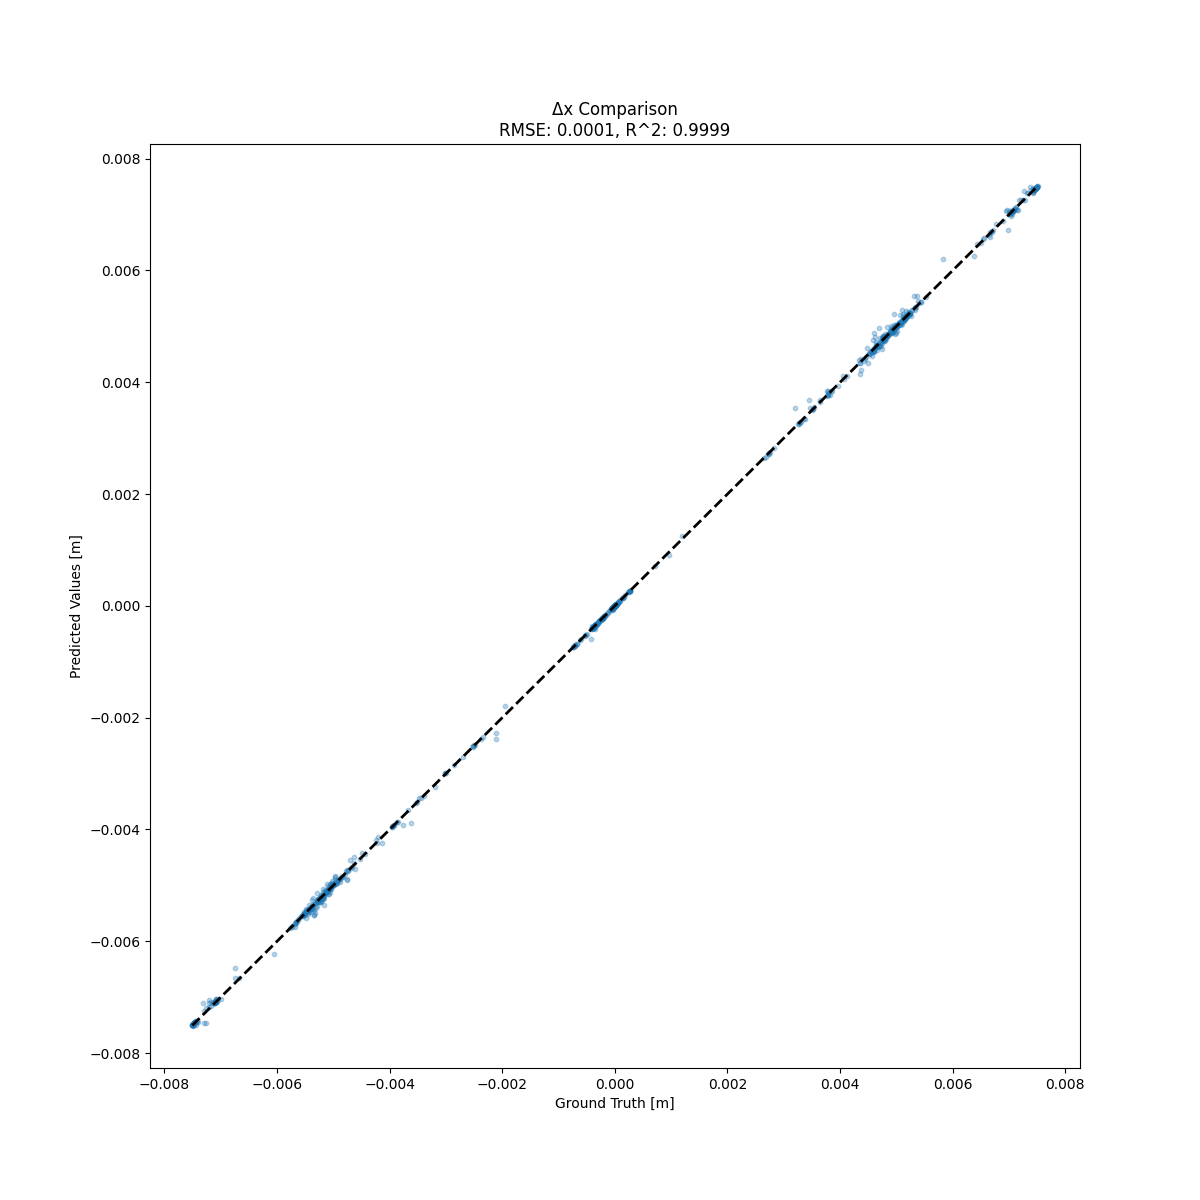 Δx Comparison
RMSE: 0.0001, R^2: 0.9999
0.008
0.006
0.004
0.002
0.000
−0.002
−0.004
−0.006
−0.008
Predicted Values [m]
−0.008 −0.006 −0.004 −0.002 0.000 0.002 0.004 0.006 0.008
Ground Truth [m]